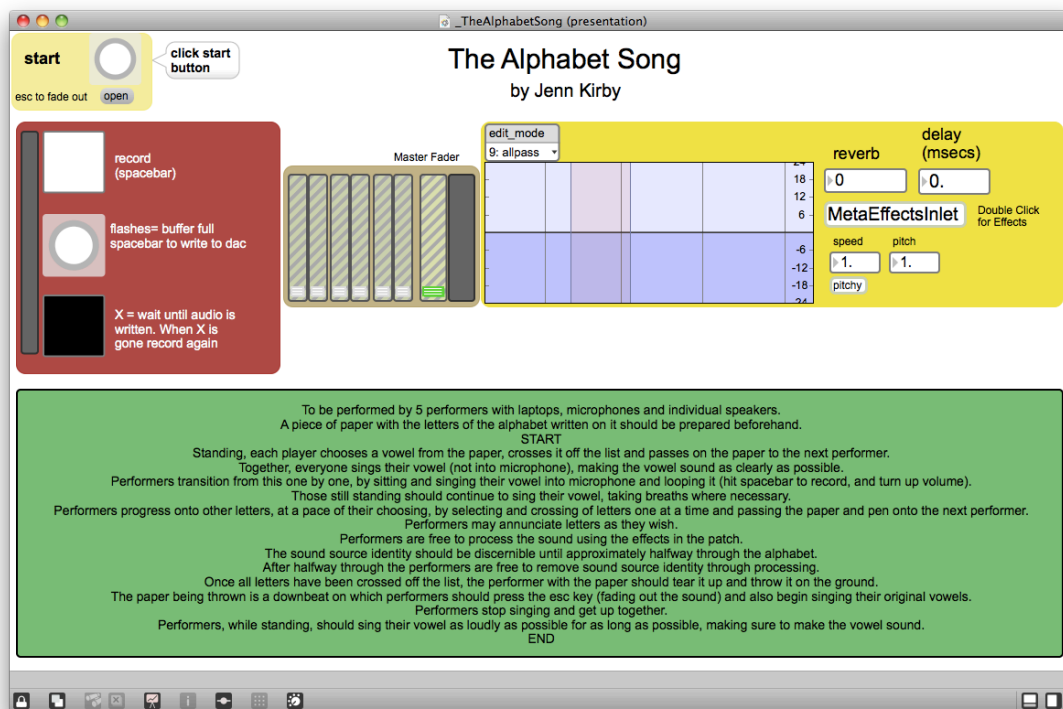 _TheAlphabetSong (presentation)
start
click start
button
esc to fade out
open
The Alphabet Song
by Jenn Kirby
record
(spacebar)
flashes= buffer full
spacebar to write to dac
X = wait until audio is
written. When X is
gone record again
Master Fader
edit_mode
9: allpass
24
18
12
6
-6
-12
-18
-24
reverb
0
delay
(msecs)
0.
MetaEffectsInlet
Double Click
for Effects
speed
1.
pitch
1.
pitchy
To be performed by 5 performers with laptops, microphones and individual speakers.
A piece of paper with the letters of the alphabet written on it should be prepared beforehand.
START
Standing, each player chooses a vowel from the paper, crosses it off the list and passes on the paper to the next performer.
Together, everyone sings their vowel (not into microphone), making the vowel sound as clearly as possible.
Performers transition from this one by one, by sitting and singing their vowel into microphone and looping it (hit spacebar to record, and turn up volume).
Those still standing should continue to sing their vowel, taking breaths where necessary.
Performers progress onto other letters, at a pace of their choosing, by selecting and crossing of letters one at a time and passing the paper and pen onto the next performer.
Performers may annunciate letters as they wish.
Performers are free to process the sound using the effects in the patch.
The sound source identity should be discernible until approximately halfway through the alphabet.
After halfway through the performers are free to remove sound source identity through processing.
Once all letters have been crossed off the list, the performer with the paper should tear it up and throw it on the ground.
The paper being thrown is a downbeat on which performers should press the esc key (fading out the sound) and also begin singing their original vowels.
Performers stop singing and get up together.
Performers, while standing, should sing their vowel as loudly as possible for as long as possible, making sure to make the vowel sound.
END